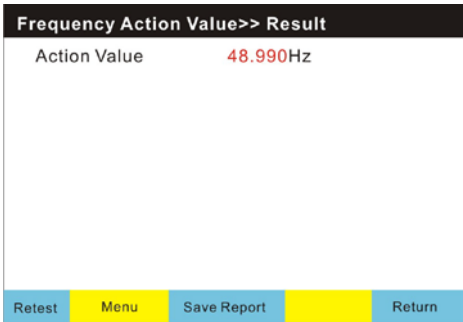 Frequency Action Value>> Result
Action Value 48.990Hz
Retest Menu Save Report Return